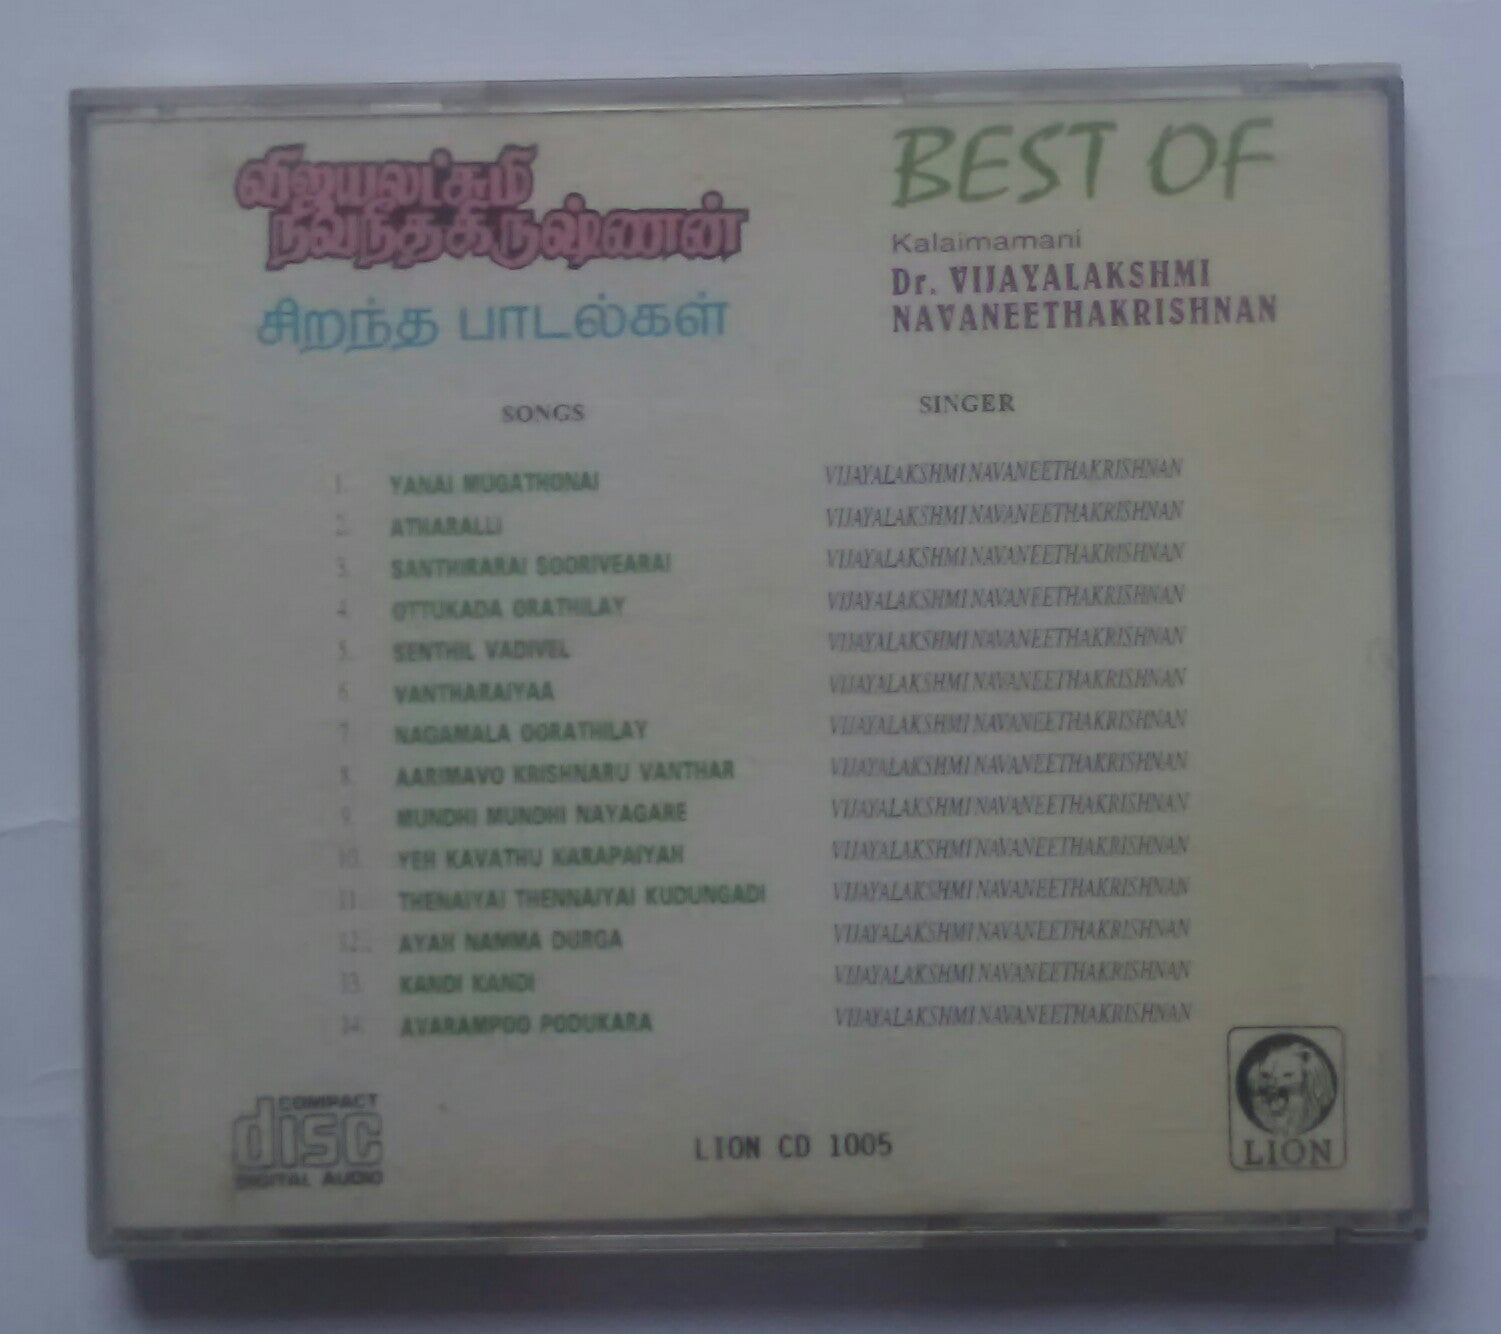 விஜயலட்சுமி
நவநீதகிருஷ்ணன்
சிறந்த பாடல்கள்
BEST OF
Kalaimamani
Dr. VIJAYALAKSHMI
NAVANEETHAKRISHNAN
SONGS SINGER
1. YANAI MUGATHONAI VIJAYALAKSHMI NAVANEETHAKRISHNAN
2. ATHARALLI VIJAYALAKSHMI NAVANEETHAKRISHNAN
3. SANTHIRARAI SOORIVEARAI VIJAYALAKSHMI NAVANEETHAKRISHNAN
4. OTTUKADA ORATHILAY VIJAYALAKSHMI NAVANEETHAKRISHNAN
5. SENTHIL VADIVEL VIJAYALAKSHMI NAVANEETHAKRISHNAN
6. VANTHARAIYAA VIJAYALAKSHMI NAVANEETHAKRISHNAN
7. NAGAMALA OORATHILAY VIJAYALAKSHMI NAVANEETHAKRISHNAN
8. AARIMAVO KRISHNARU VANTHAR VIJAYALAKSHMI NAVANEETHAKRISHNAN
9. MUNDHI MUNDHI NAYAGARE VIJAYALAKSHMI NAVANEETHAKRISHNAN
10. YEH KAVATHU KARAPAIYAH VIJAYALAKSHMI NAVANEETHAKRISHNAN
11. THENAIYAI THENNAIYAI KUDUNGADI VIJAYALAKSHMI NAVANEETHAKRISHNAN
12. AYAH NAMMA DURGA VIJAYALAKSHMI NAVANEETHAKRISHNAN
13. KANDI KANDI VIJAYALAKSHMI NAVANEETHAKRISHNAN
14. AVARAMPOO PODUKARA VIJAYALAKSHMI NAVANEETHAKRISHNAN
COMPACT
disc
DIGITAL AUDIO
LION CD 1005
LION